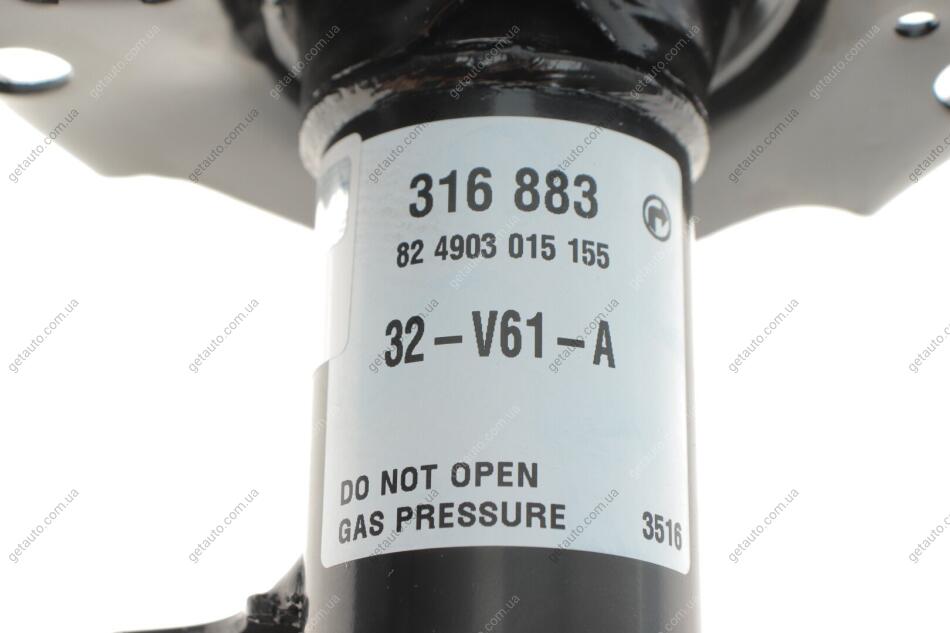 316 883
82 4903 015 155
32-V61-A
DO NOT OPEN
GAS PRESSURE
3516
getauto.com.ua